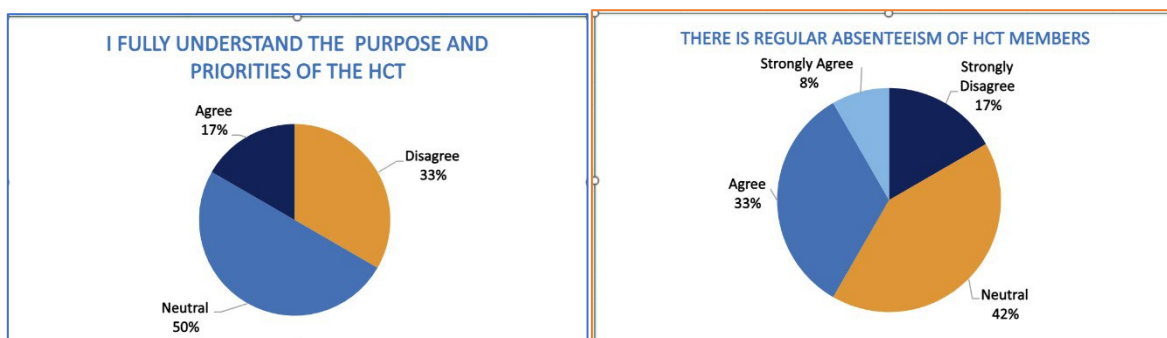 I FULLY UNDERSTAND THE PURPOSE AND
PRIORITIES OF THE HCT
Agree
17%
Disagree
33%
Neutral
50%
THERE IS REGULAR ABSENTEEISM OF HCT MEMBERS
Strongly Agree
8%
Strongly
Disagree
17%
Agree
33%
Neutral
42%